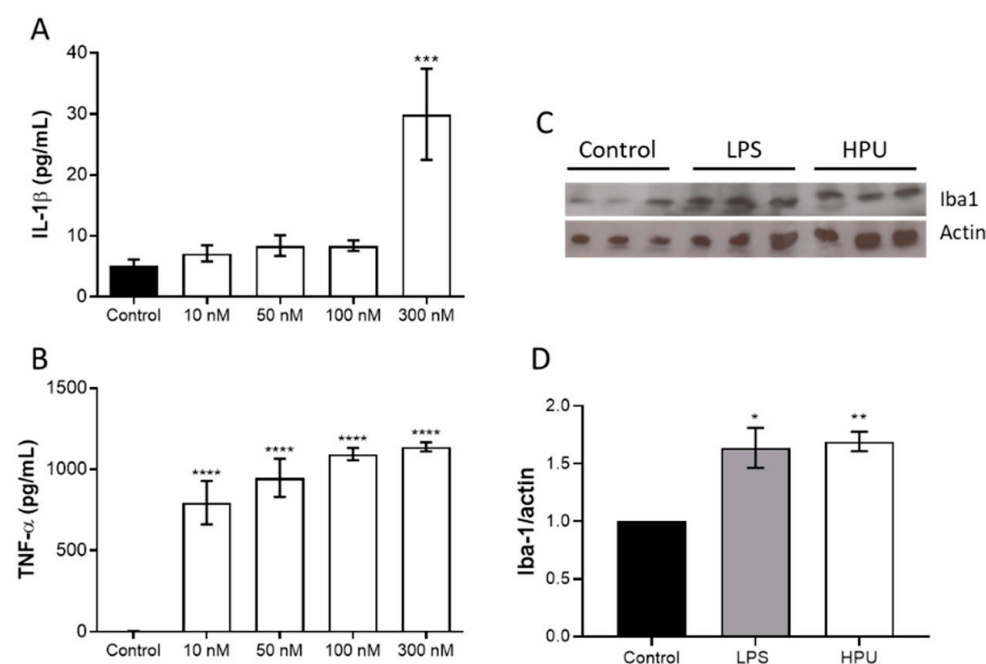 A
IL-1β (pg/mL)
40
30
20
10
0
***
Control 10 nM 50 nM 100 nM 300 nM
B
TNF-α (pg/mL)
1500
1000
500
0
**** **** **** ****
Control 10 nM 50 nM 100 nM 300 nM
C
Control LPS HPU
Iba1
Actin
D
Iba-1/actin
2.0
1.5
1.0
0.5
0.0
* **
Control LPS HPU